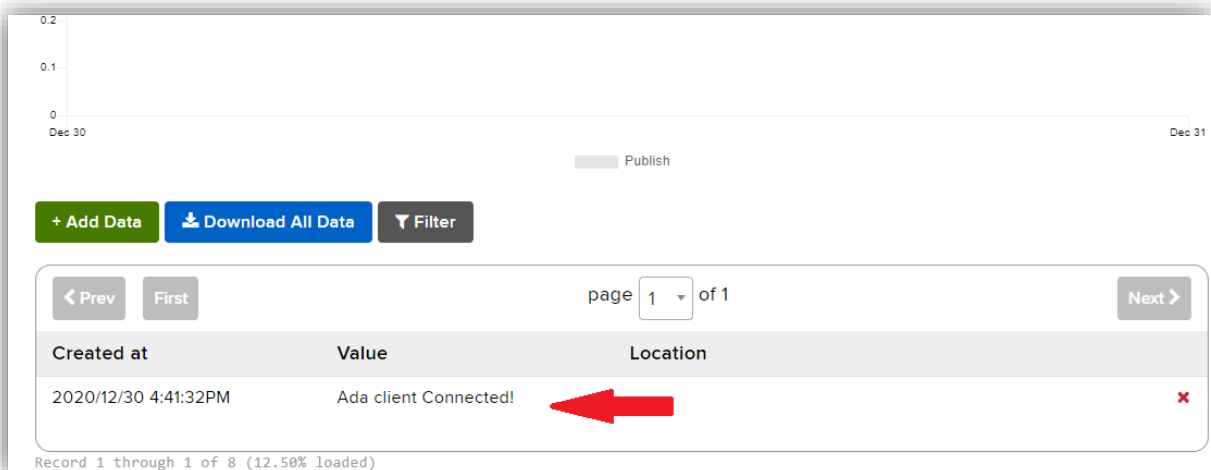 0.2
0.1
0
Dec 30 Dec 31
Publish
+ Add Data Download All Data Filter
Prev First page 1 of 1 Next
Created at Value Location
2020/12/30 4:41:32PM Ada client Connected!
Record 1 through 1 of 8 (12.50% loaded)